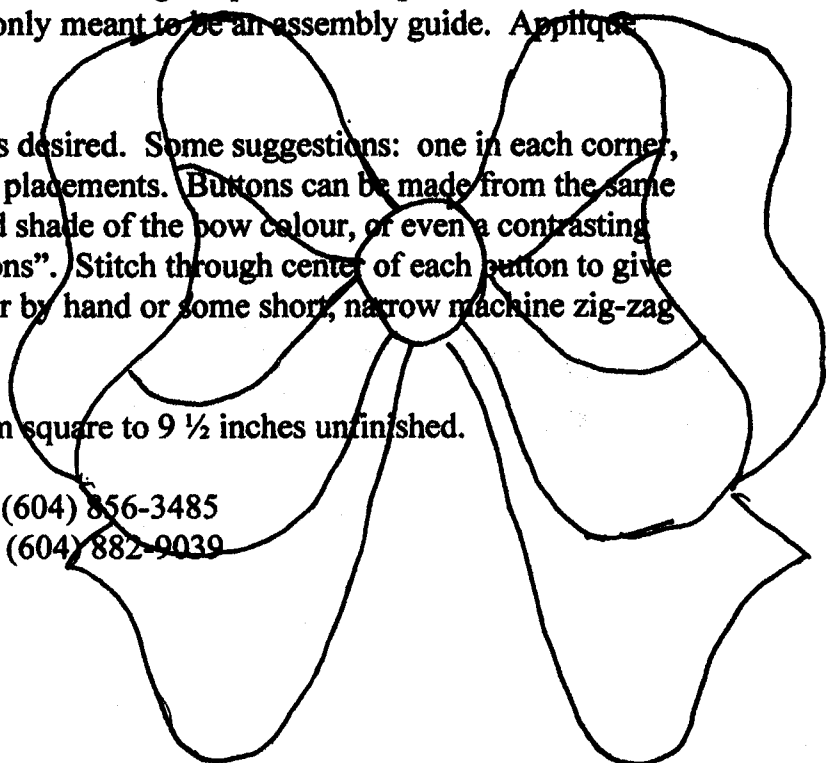 only meant to be an assembly guide. Applique
s desired. Some suggestions: one in each corner,
placements. Buttons can be made from the same
d shade of the bow colour, or even a contrasting
ons". Stitch through center of each button to give
r by hand or some short, narrow machine zig-zag
m square to 9 ½ inches unfinished.
(604) 856-3485
(604) 882-9039